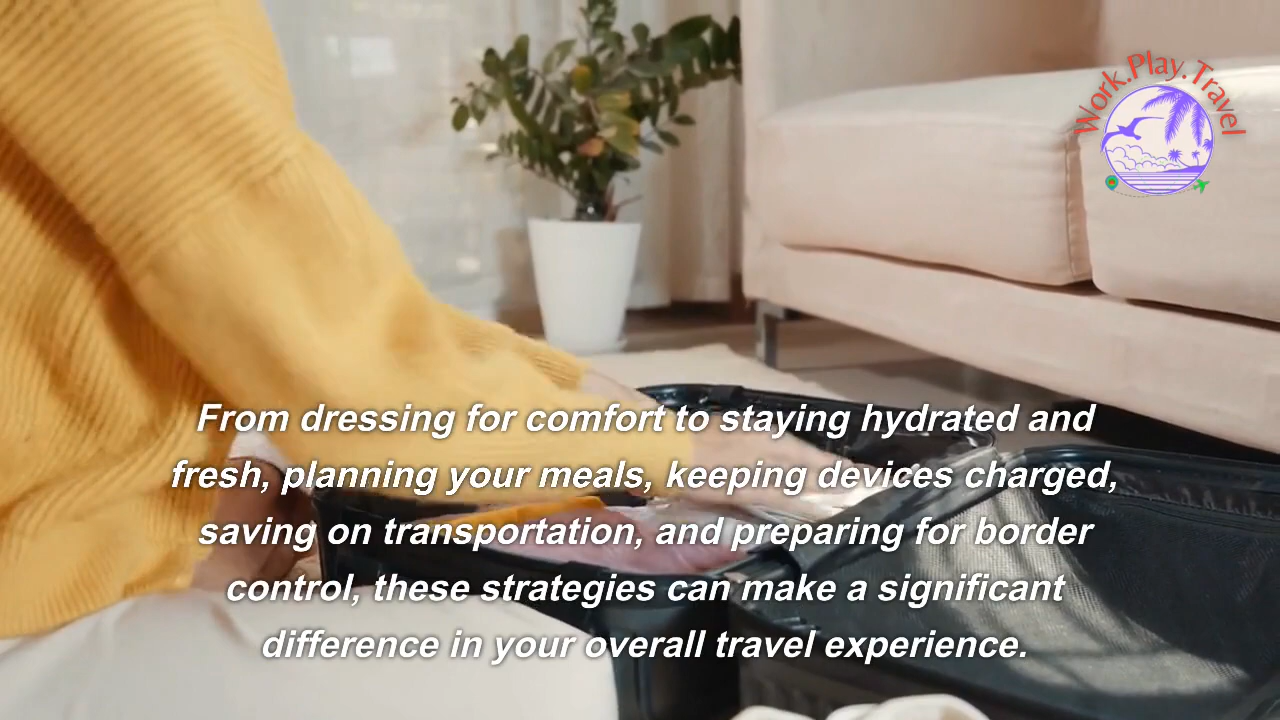 Work.Play.Travel
From dressing for comfort to staying hydrated and
fresh, planning your meals, keeping devices charged,
saving on transportation, and preparing for border
control, these strategies can make a significant
difference in your overall travel experience.